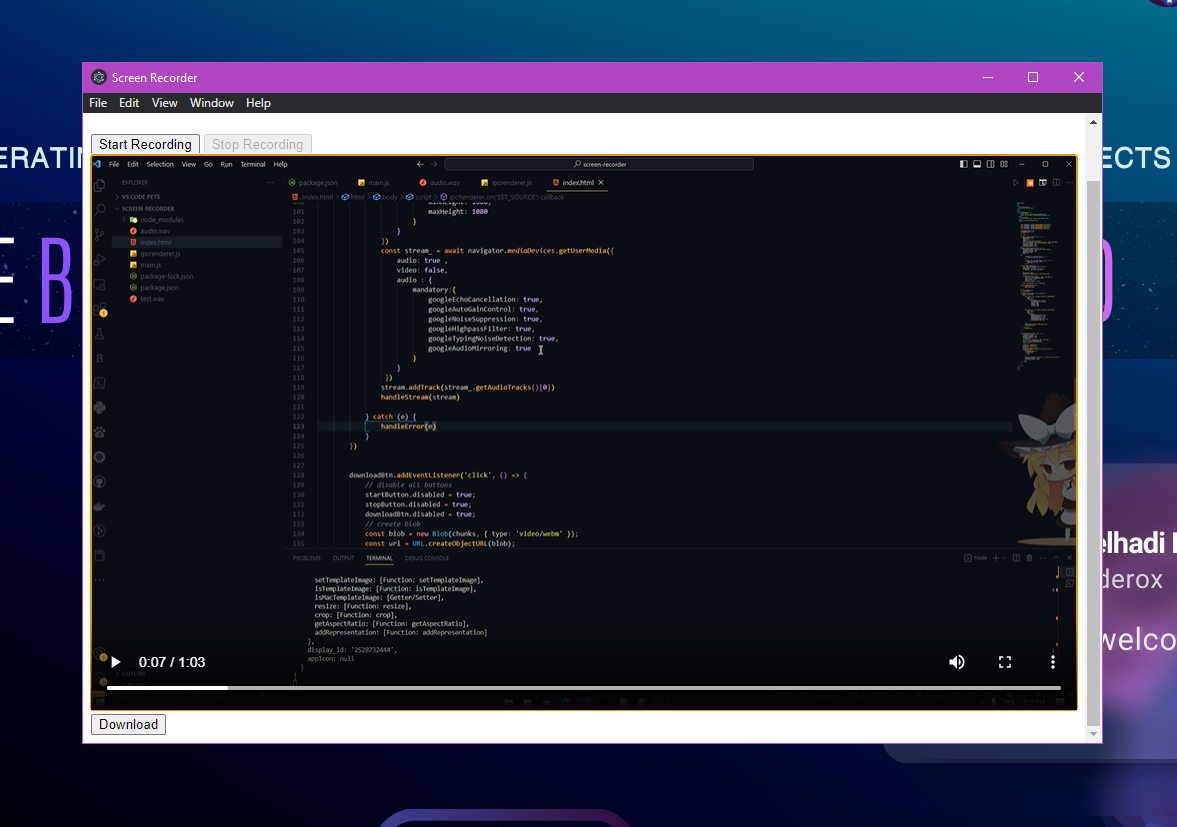 Screen Recorder
File Edit View Window Help
ERATI
ECTS
Start Recording Stop Recording
File Edit Selection View Go Run Terminal Help
screen-recorder
EXPLORER
package.json main.js audio.wav ipcrenderer.js index.html
VS CODE PETS
index.html > html > body > script > ipcRenderer.on('SET_SOURCE') callback
SCREEN-RECORDER
node_modules
audio.wav
index.html
ipcrenderer.js
main.js
package-lock.json
package.json
test.wav
101 maxHeight: 1080
102 }
103 }
104 })
105 const stream_ = await navigator.mediaDevices.getUserMedia({
106 audio: true ,
107 video: false,
108 audio : {
109 mandatory:{
110 googleEchoCancellation: true,
111 googleAutoGainControl: true,
112 googleNoiseSuppression: true,
113 googleHighpassFilter: true,
114 googleTypingNoiseDetection: true,
115 googleAudioMirroring: true
116 }
117 }
118 })
119 stream.addTrack(stream_.getAudioTracks()[0])
120 handleStream(stream)
121
122 } catch (e) {
123 handleError(e)
124 }
125 })
126
127
128 downloadBtn.addEventListener('click', () => {
129 // disable all buttons
130 startButton.disabled = true;
131 stopButton.disabled = true;
132 downloadBtn.disabled = true;
133 // create blob
134 const blob = new Blob(chunks, { type: 'video/webm' });
135 const url = URL.createObjectURL(blob);
PROBLEMS OUTPUT TERMINAL DEBUG CONSOLE
node
setTemplateImage: [Function: setTemplateImage],
isTemplateImage: [Function: isTemplateImage],
isMacTemplateImage: [Getter/Setter],
resize: [Function: resize],
crop: [Function: crop],
getAspectRatio: [Function: getAspectRatio],
addRepresentation: [Function: addRepresentation]
},
display_id: '2528732444',
appIcon: null
}
0:07 / 1:03
OUTLINE
Download
E B
elhadi
derox
welco